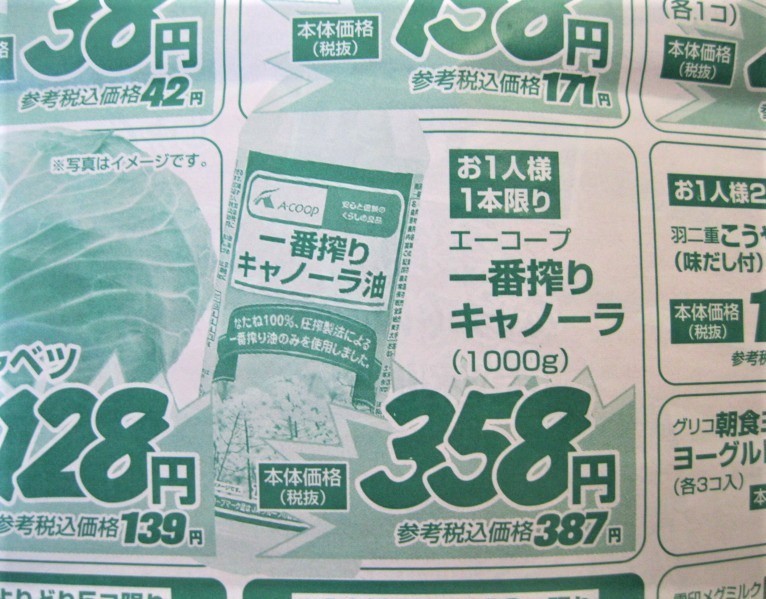 38円
参考税込価格42円
本体価格
(税抜)
円
参考税込価格171円
(各1コ)
本体価格
(税抜)
※写真はイメージです。
ベツ
128円
参考税込価格139円
A・COOP
安心と信頼の
くらしの食品
一番搾り
キャノーラ油
なたね100%、圧搾製法による
一番搾り油のみを使用しました。
お1人様
1本限り
エーコープ
一番搾り
キャノーラ
(1000g)
本体価格
(税抜)
358円
参考税込価格387円
お1人様2
羽二重こうや
(味だし付)
本体価格
(税抜)
参考税
グリコ朝食
ヨーグル
(各3コ入)
雪印メグミルク